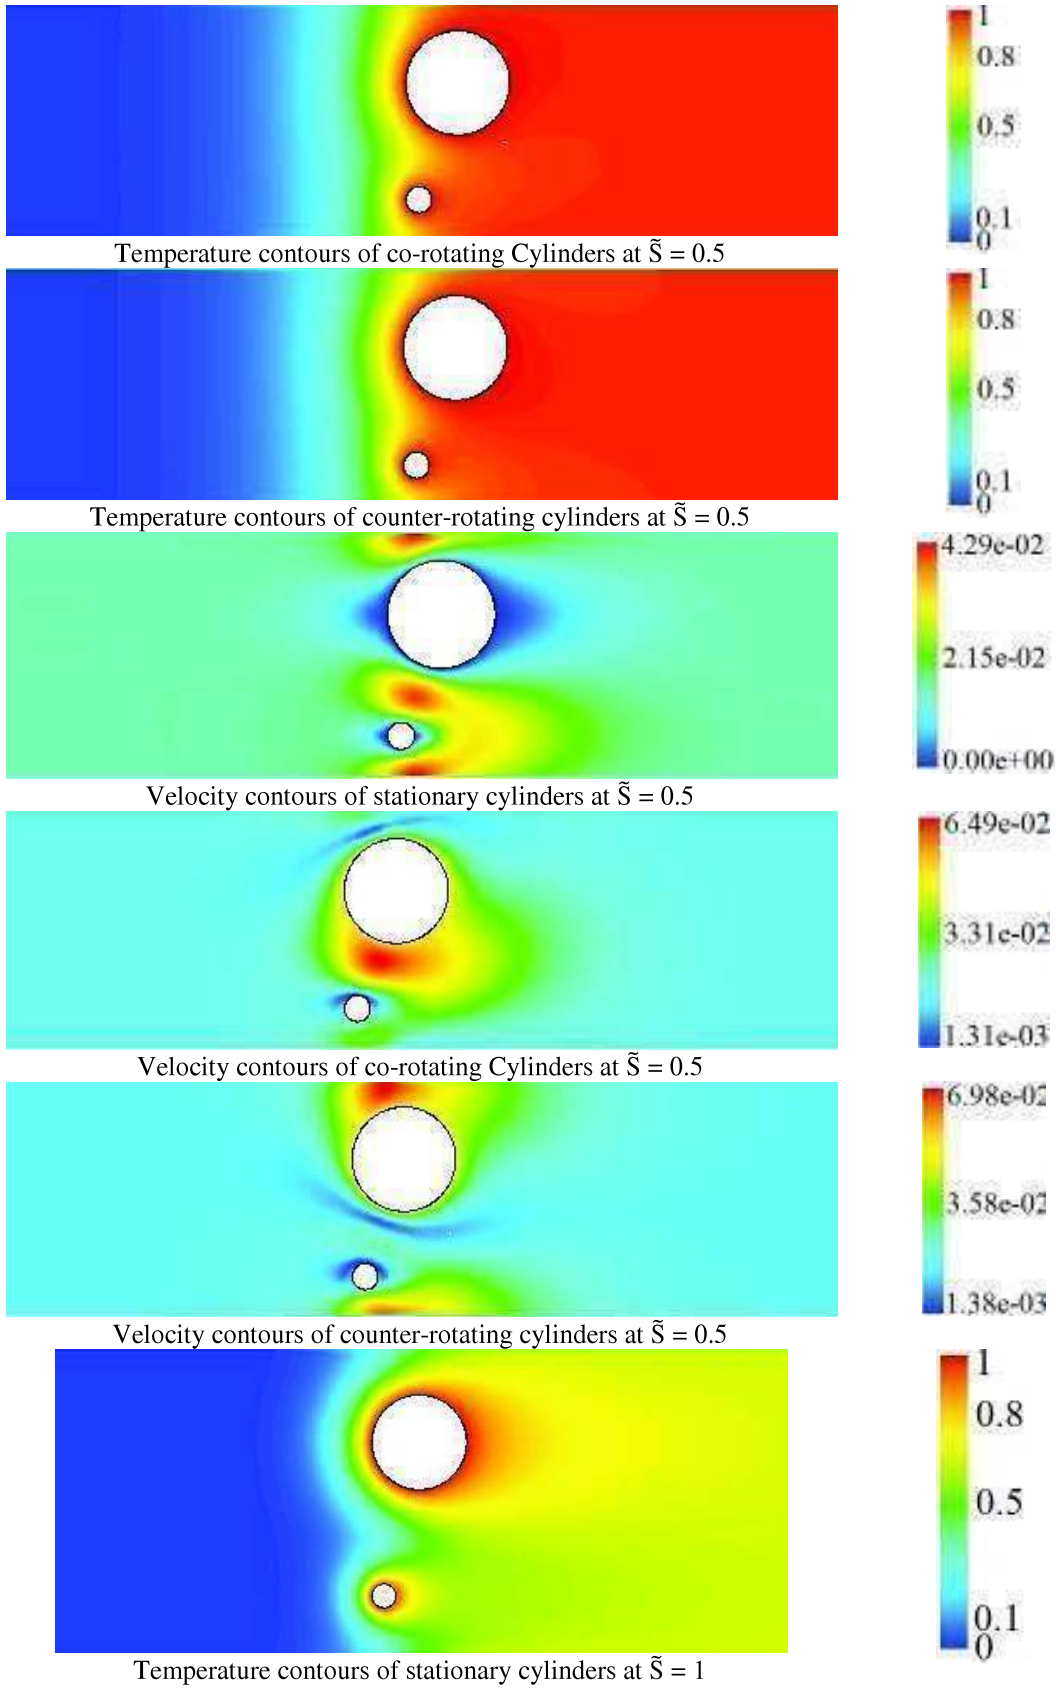 1
0.8
0.5
0.1
0
Temperature contours of co-rotating Cylinders at S̃ = 0.5
1
0.8
0.5
0.1
0
Temperature contours of counter-rotating cylinders at S̃ = 0.5
4.29e-02
2.15e-02
0.00e+00
Velocity contours of stationary cylinders at S̃ = 0.5
6.49e-02
3.31e-02
1.31e-03
Velocity contours of co-rotating Cylinders at S̃ = 0.5
6.98e-02
3.58e-02
1.38e-03
Velocity contours of counter-rotating cylinders at S̃ = 0.5
1
0.8
0.5
0.1
0
Temperature contours of stationary cylinders at S̃ = 1